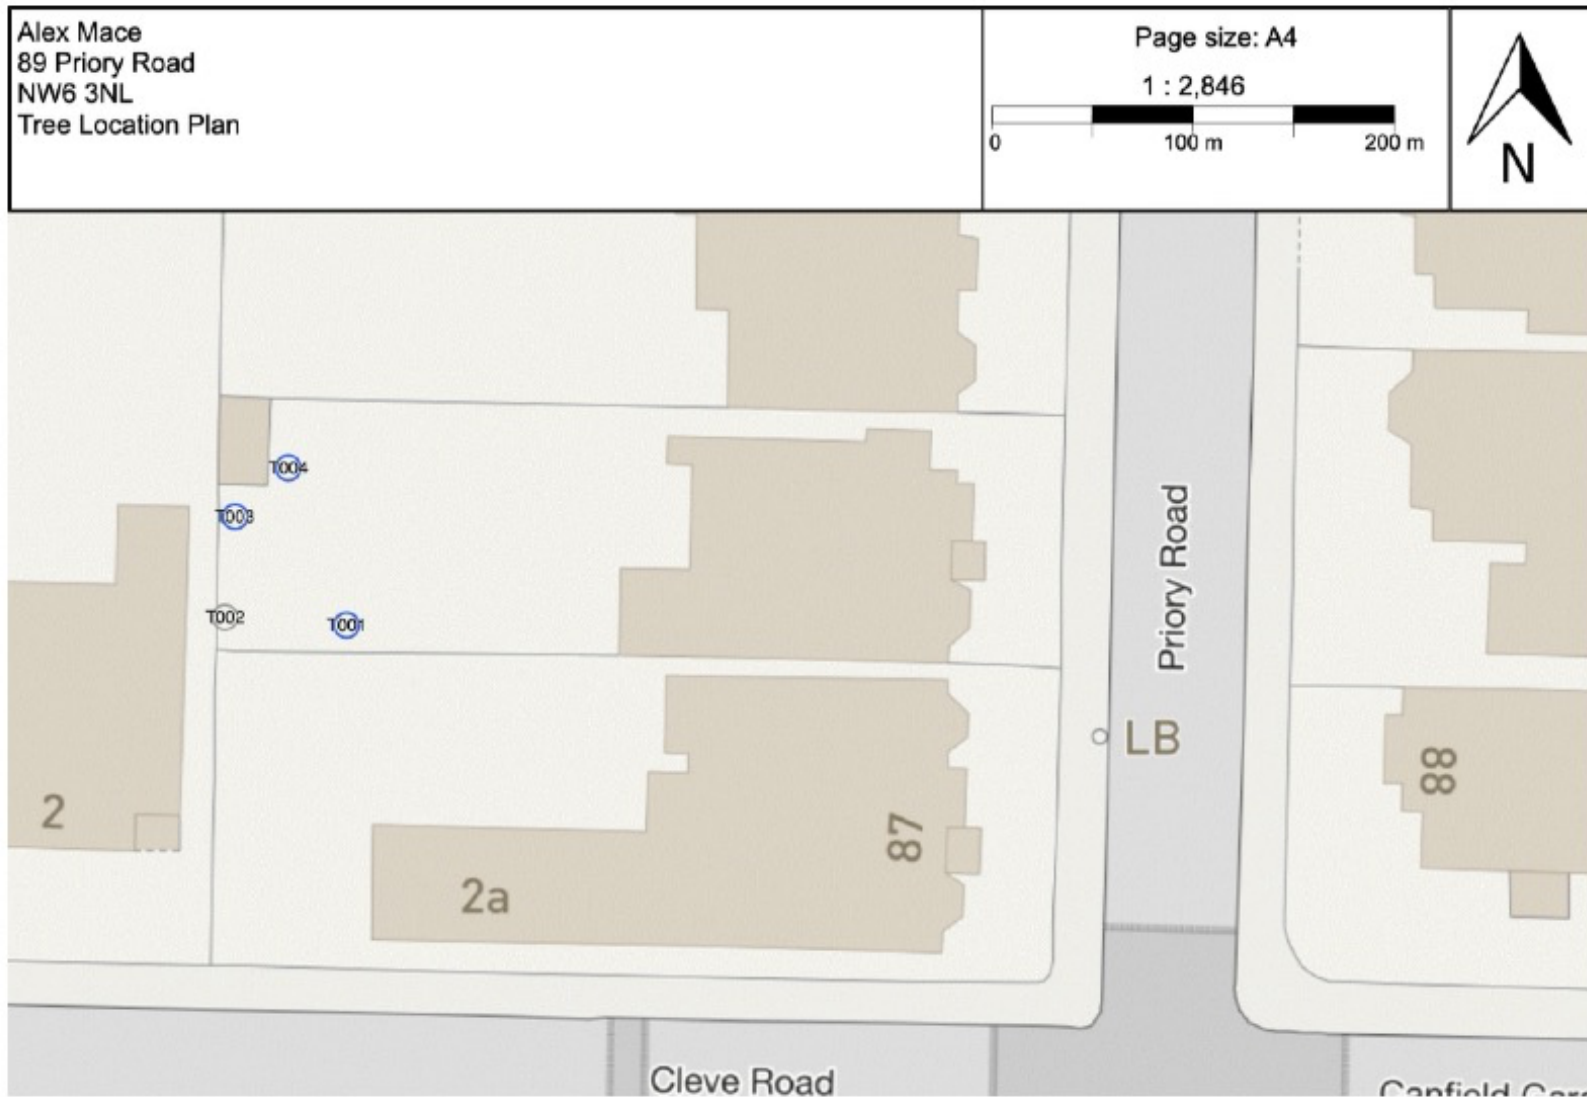 Alex Mace
89 Priory Road
NW6 3NL
Tree Location Plan
Page size: A4
1 : 2,846
0
100 m
200 m
N
T004
T003
T002
T001
Priory Road
LB
2
88
87
2a
Cleve Road
Canfield